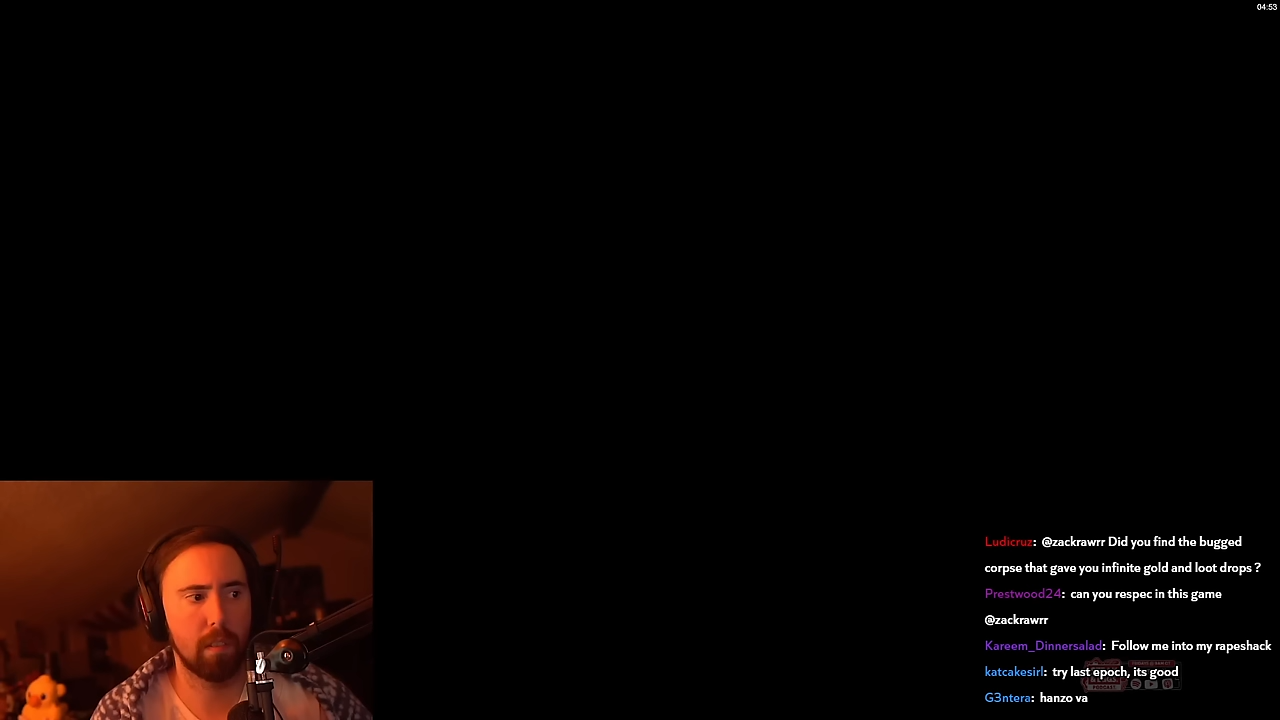 04:53
Ludicruz: @zackrawrr Did you find the bugged
corpse that gave you infinite gold and loot drops ?
Prestwood24: can you respec in this game
@zackrawrr
Kareem_Dinnersalad: Follow me into my rapeshack
katcakesirl: try last epoch, its good
PODCAST
G3ntera: hanzo va